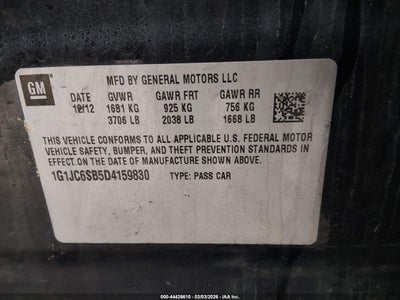 GM
MFD BY GENERAL MOTORS LLC
DATE GVWR GAWR FRT GAWR RR
12/12 1681 KG 925 KG 756 KG
3706 LB 2038 LB 1668 LB
THIS VEHICLE CONFORMS TO ALL APPLICABLE U.S. FEDERAL MOTOR
VEHICLE SAFETY, BUMPER, AND THEFT PREVENTION STANDARDS IN
EFFECT ON THE DATE OF MANUFACTURE SHOWN ABOVE.
1G1JC6SB5D4159830 TYPE: PASS CAR
000-44426610 - 03/03/2026 - IAA Inc.